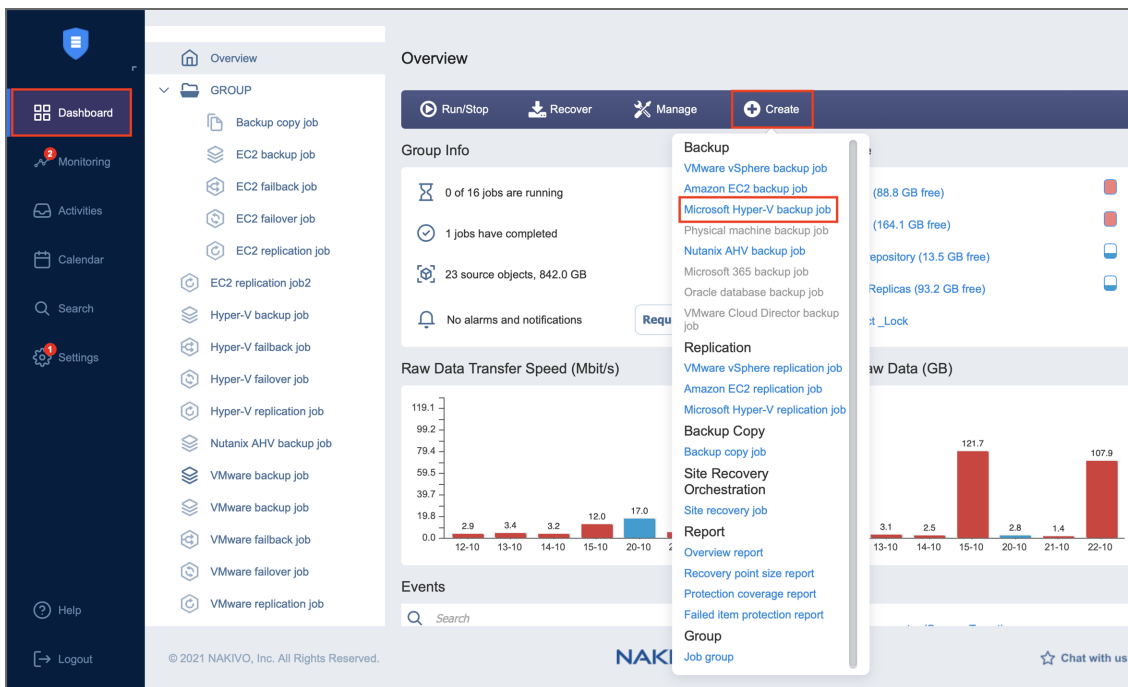 Dashboard
2
Monitoring
Activities
Calendar
Search
1
Settings
Help
Logout
Overview
GROUP
Backup copy job
EC2 backup job
EC2 failback job
EC2 failover job
EC2 replication job
EC2 replication job2
Hyper-V backup job
Hyper-V failback job
Hyper-V failover job
Hyper-V replication job
Nutanix AHV backup job
VMware backup job
VMware backup job
VMware failback job
VMware failover job
VMware replication job
Overview
Run/Stop
Recover
Manage
Create
Group Info
0 of 16 jobs are running
1 jobs have completed
23 source objects, 842.0 GB
No alarms and notifications
Requ
Backup
VMware vSphere backup job
Amazon EC2 backup job
Microsoft Hyper-V backup job
Physical machine backup job
Nutanix AHV backup job
Microsoft 365 backup job
Oracle database backup job
VMware Cloud Director backup
job
Replication
VMware vSphere replication job
Amazon EC2 replication job
Microsoft Hyper-V replication job
Backup Copy
Backup copy job
Site Recovery
Orchestration
Site recovery job
Report
Overview report
Recovery point size report
Protection coverage report
Failed item protection report
Group
Job group
(88.8 GB free)
(164.1 GB free)
epository (13.5 GB free)
Replicas (93.2 GB free)
ct _Lock
Raw Data Transfer Speed (Mbit/s)
119.1
99.2
79.4
59.5
39.7
19.8
0.0
2.9
3.4
3.2
12.0
17.0
12-10
13-10
14-10
15-10
20-10
aw Data (GB)
3.1
2.5
121.7
2.8
1.4
107.9
13-10
14-10
15-10
20-10
21-10
22-10
Events
Search
© 2021 NAKIVO, Inc. All Rights Reserved.
NAKI
Chat with us